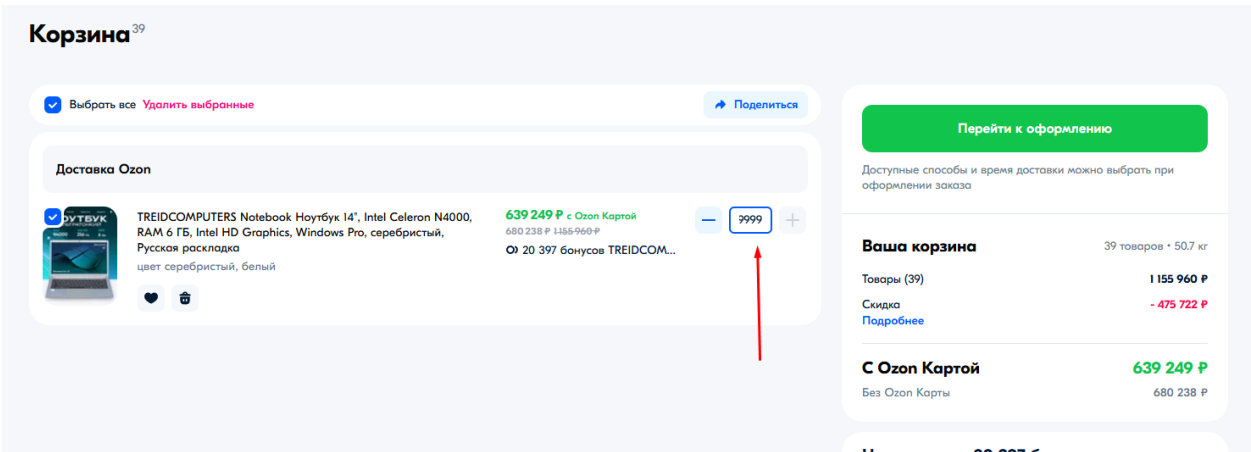 Корзина 39
Выбрать все Удалить выбранные
Поделиться
Доставка Ozon
TREIDCOMPUTERS Notebook Ноутбук 14", Intel Celeron N4000,
RAM 6 ГБ, Intel HD Graphics, Windows Pro, серебристый,
Русская раскладка
цвет серебристый, белый
639 249 ₽ с Ozon Картой
680 238 ₽ 1 155 960 ₽
20 397 бонусов TREIDCOM...
9999
Перейти к оформлению
Доступные способы и время доставки можно выбрать при
оформлении заказа
Ваша корзина
39 товаров • 50.7 кг
Товары (39)
1 155 960 ₽
Скидка
- 475 722 ₽
Подробнее
С Ozon Картой
639 249 ₽
Без Ozon Карты
680 238 ₽